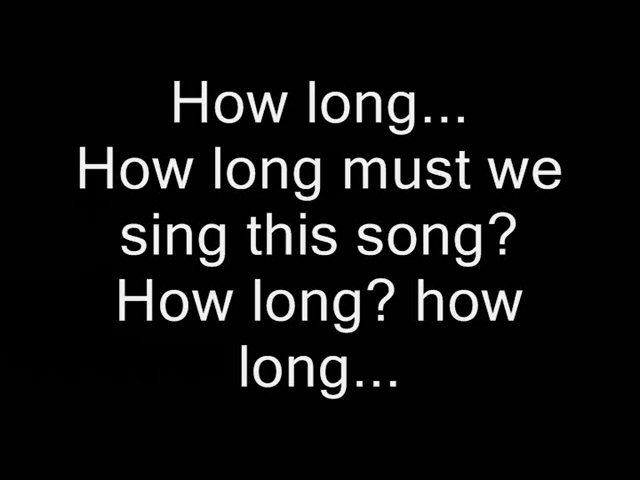 How long...
How long must we
sing this song?
How long? how
long...